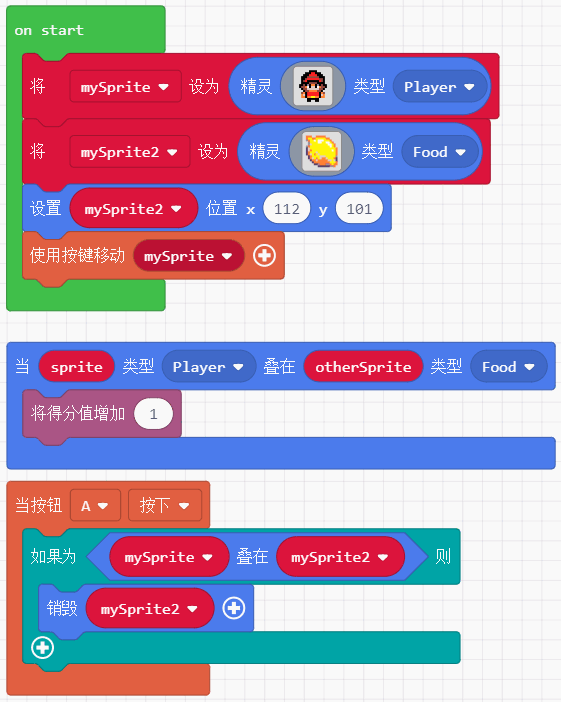 on start
将 mySprite 设为 精灵 类型 Player
将 mySprite2 设为 精灵 类型 Food
设置 mySprite2 位置 x 112 y 101
使用按键移动 mySprite
当 sprite 类型 Player 叠在 otherSprite 类型 Food
将得分值增加 1
当按钮 A 按下
如果为 mySprite 叠在 mySprite2 则
销毁 mySprite2